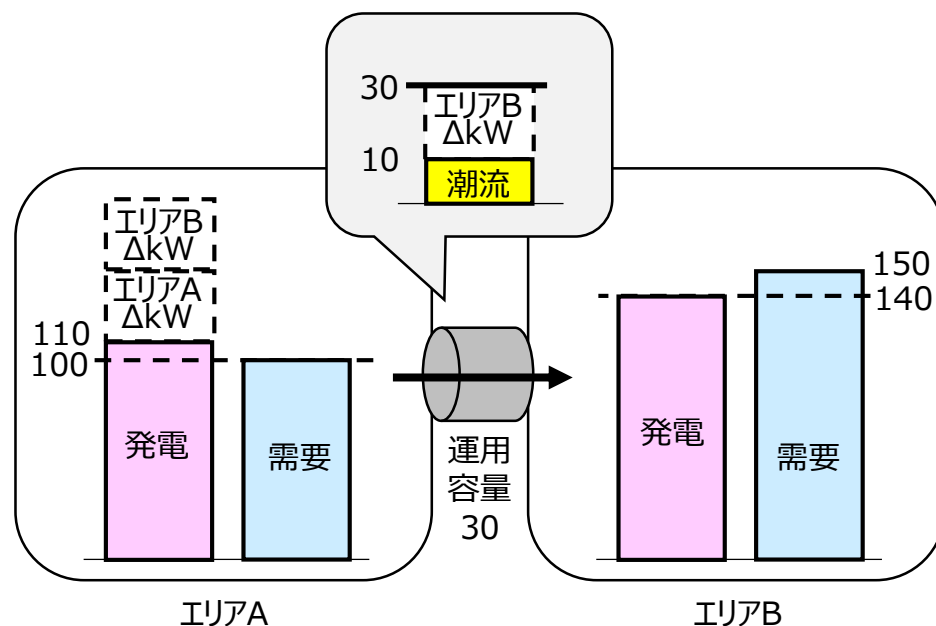 30
エリアB
ΔkW
10
潮流
エリアB
ΔkW
エリアA
ΔkW
110
100
発電
需要
運用
容量
30
150
140
発電
需要
エリアA
エリアB